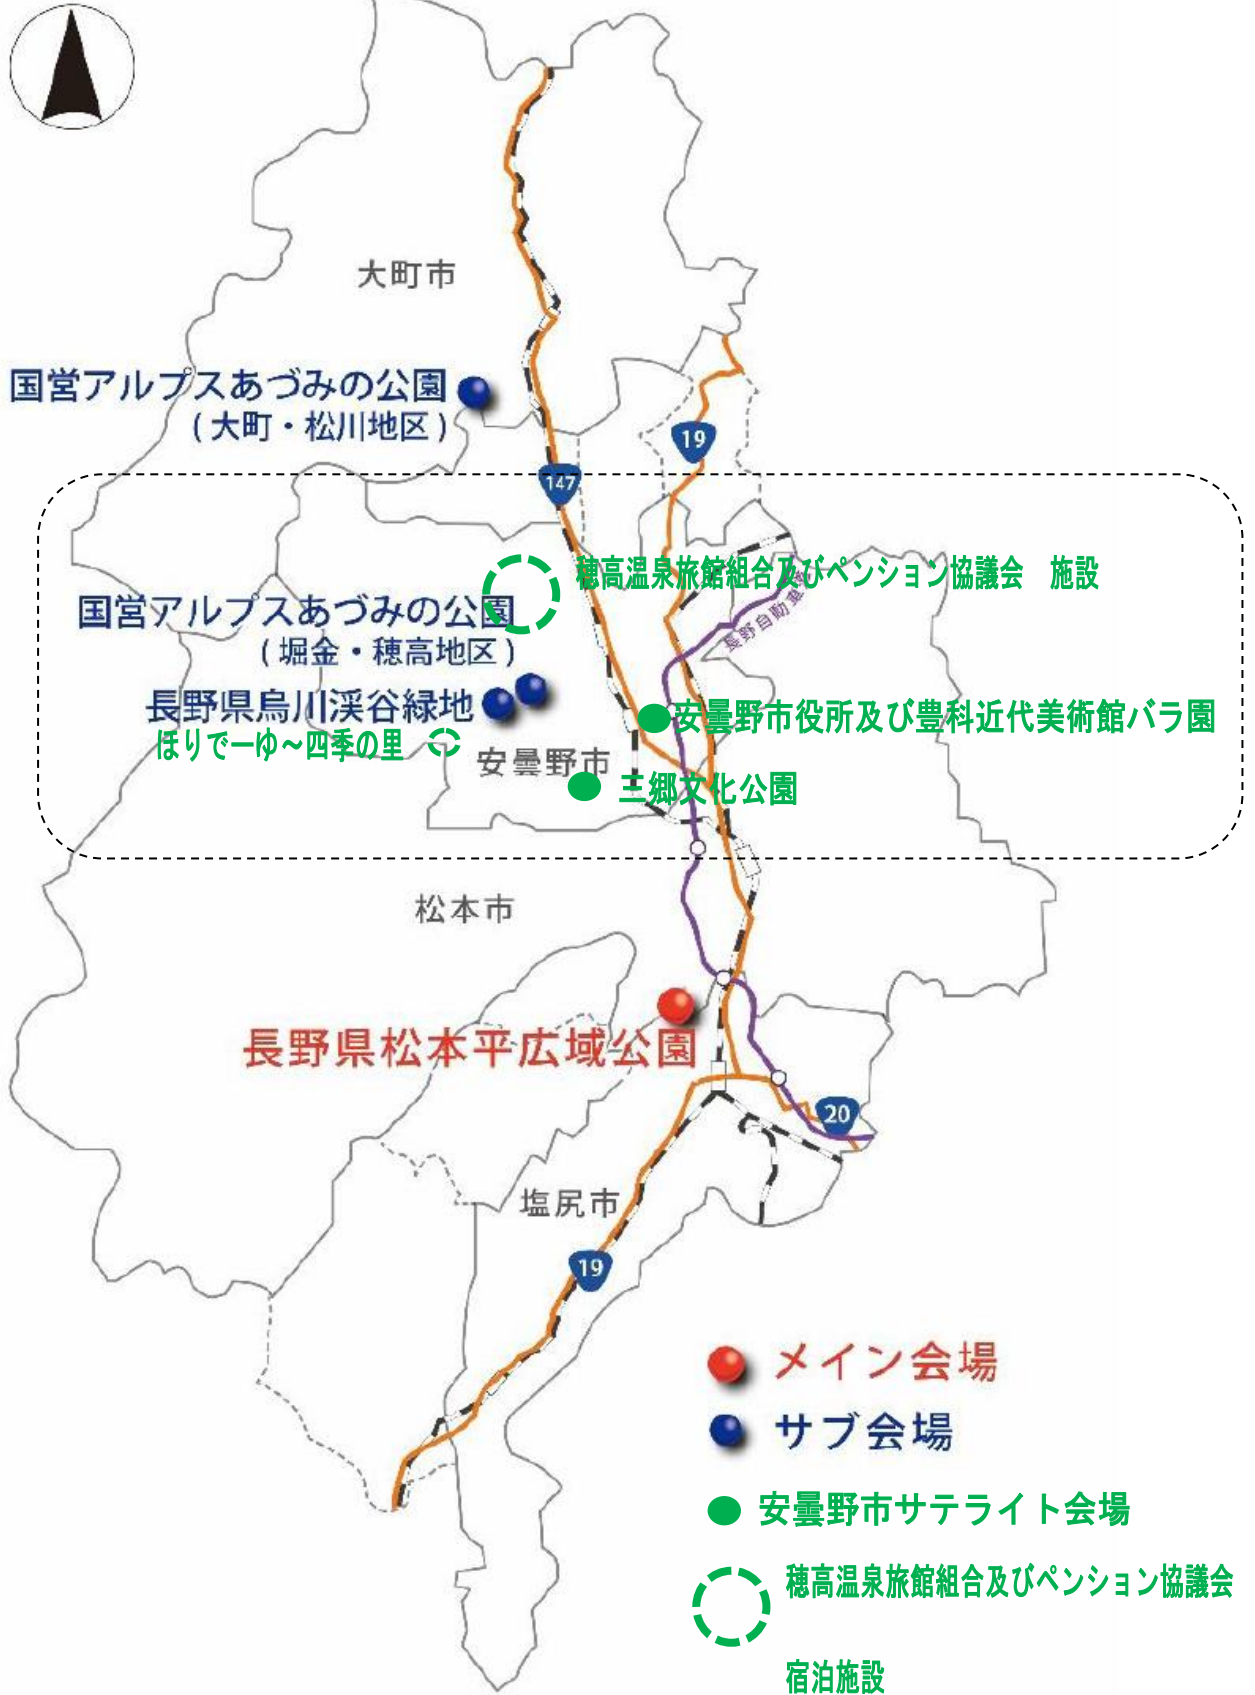 大町市
国営アルプスあづみの公園
(大町・松川地区)
19
147
穂高温泉旅館組合及びペンション協議会　施設
国営アルプスあづみの公園
(堀金・穂高地区)
長野自動車
長野県烏川渓谷緑地
安曇野市役所及び豊科近代美術館バラ園
ほりでーゆ～四季の里
安曇野市
三郷文化公園
松本市
長野県松本平広域公園
20
塩尻市
19
メイン会場
サブ会場
安曇野市サテライト会場
穂高温泉旅館組合及びペンション協議会
宿泊施設